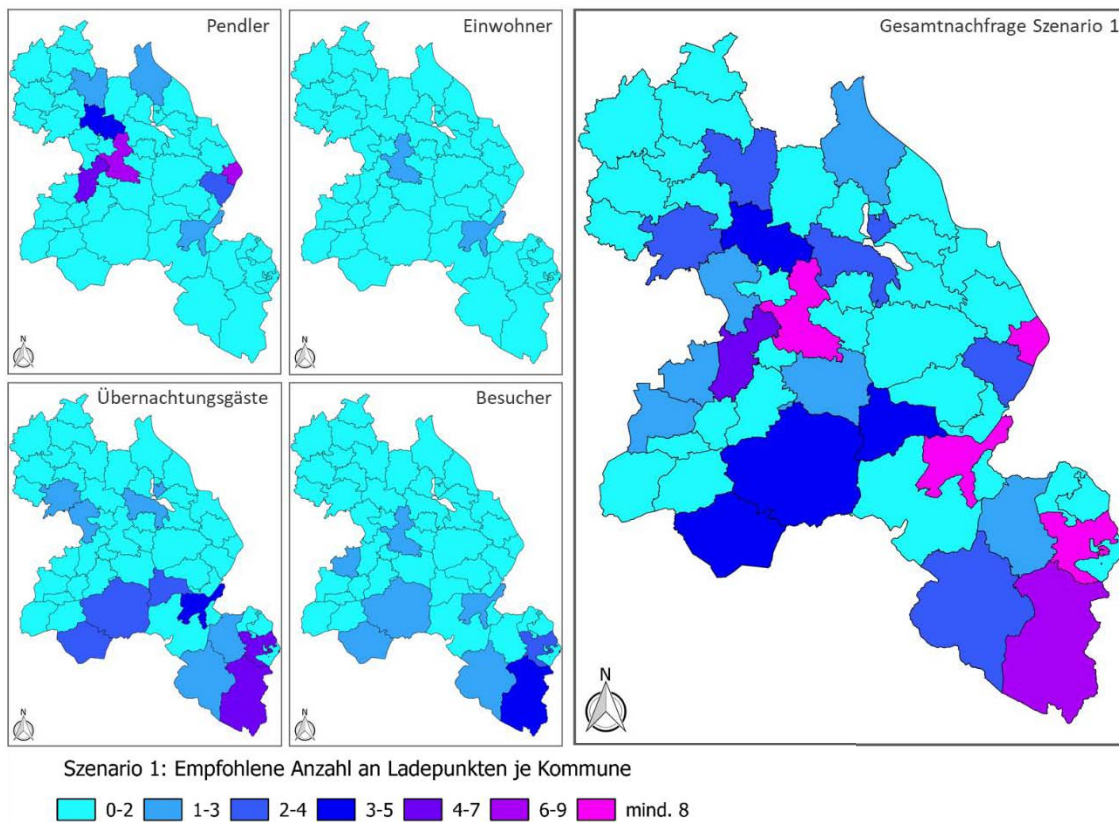 Pendler
Einwohner
Gesamtnachfrage Szenario 1
N
N
Übernachtungsgäste
Besucher
N
N
N
Szenario 1: Empfohlene Anzahl an Ladepunkten je Kommune
0-2 1-3 2-4 3-5 4-7 6-9 mind. 8